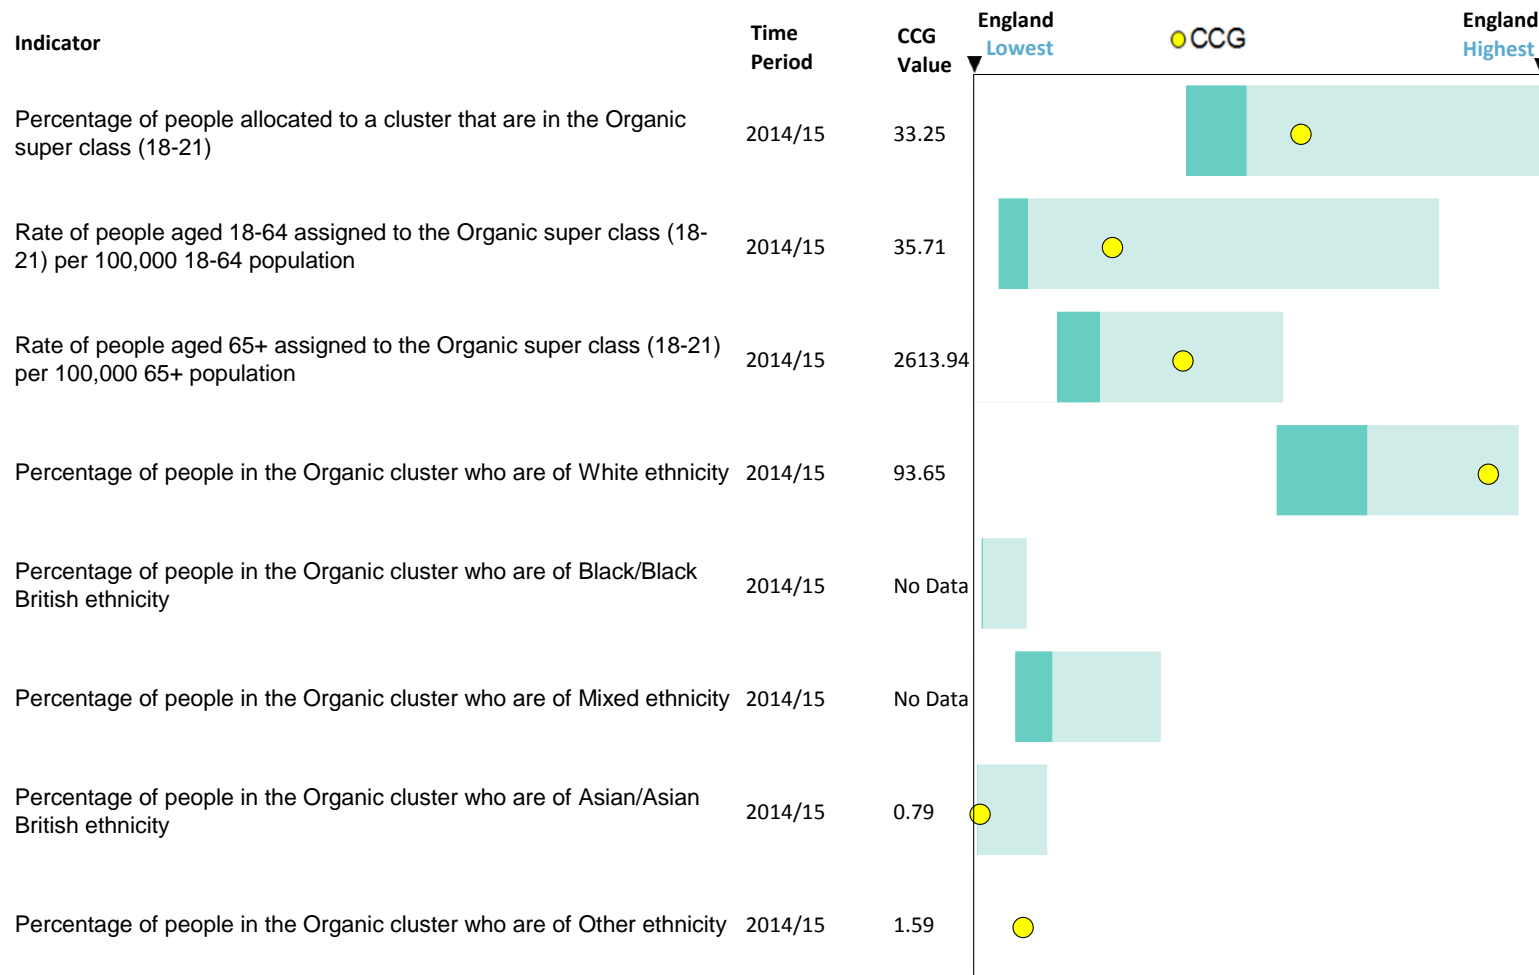 Indicator
Time
Period
CCG
Value
England
Lowest
CCG
England
Highest
Percentage of people allocated to a cluster that are in the Organic
super class (18-21)
2014/15
33.25
Rate of people aged 18-64 assigned to the Organic super class (18-
21) per 100,000 18-64 population
2014/15
35.71
Rate of people aged 65+ assigned to the Organic super class (18-21)
per 100,000 65+ population
2014/15
2613.94
Percentage of people in the Organic cluster who are of White ethnicity
2014/15
93.65
Percentage of people in the Organic cluster who are of Black/Black
British ethnicity
2014/15
No Data
Percentage of people in the Organic cluster who are of Mixed ethnicity
2014/15
No Data
Percentage of people in the Organic cluster who are of Asian/Asian
British ethnicity
2014/15
0.79
Percentage of people in the Organic cluster who are of Other ethnicity
2014/15
1.59